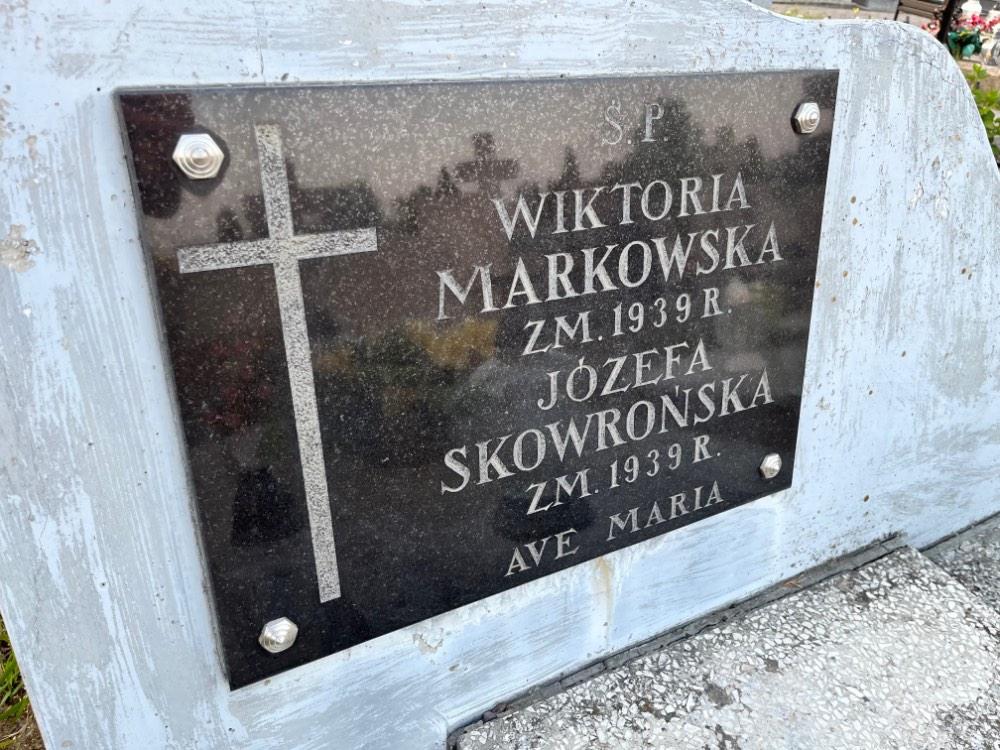 Ś.P.
WIKTORIA
MARKOWSKA
ZM. 1939 R.
JÓZEFA
SKOWROŃSKA
ZM. 1939 R.
AVE MARIA